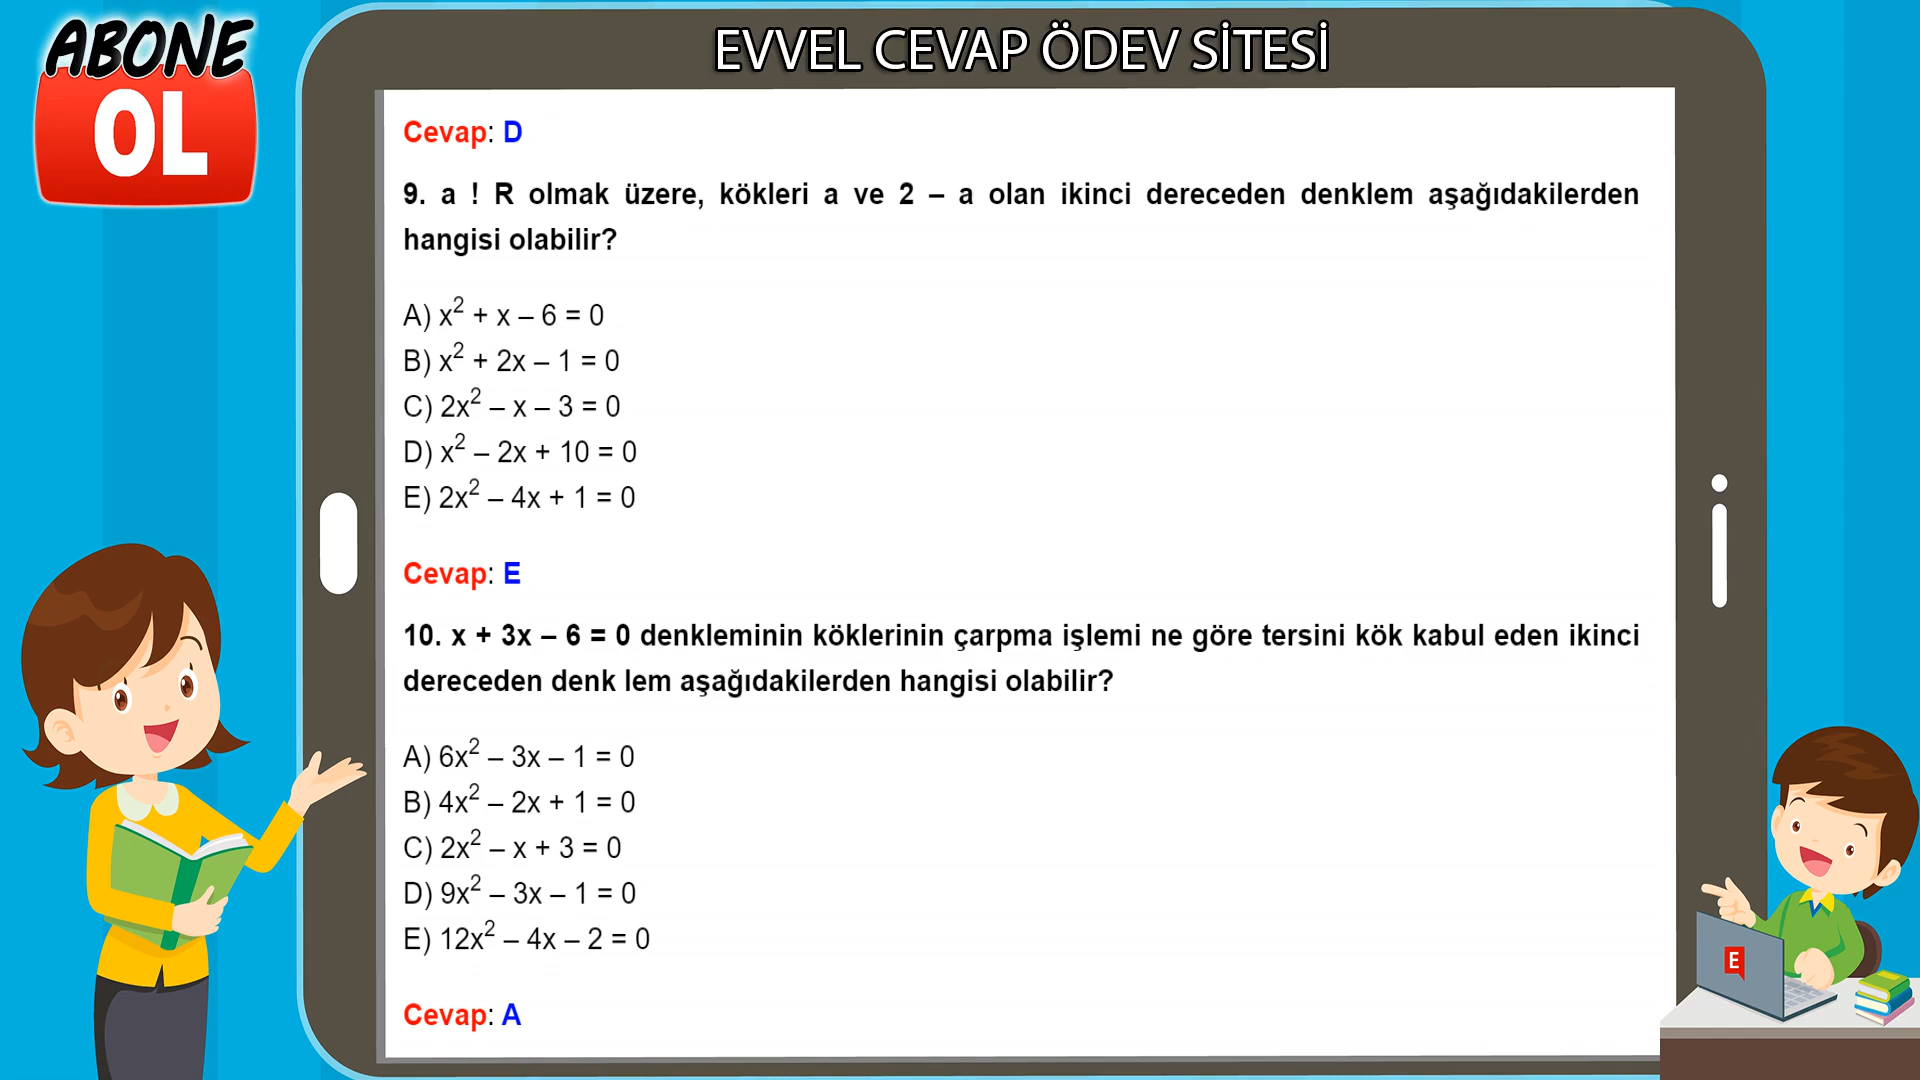 ABONE
OL
EVVEL CEVAP ÖDEV SİTESİ
Cevap: D
9. a ! R olmak üzere, kökleri a ve 2 – a olan ikinci dereceden denklem aşağıdakilerden
hangisi olabilir?
A) x² + x – 6 = 0
B) x² + 2x – 1 = 0
C) 2x² – x – 3 = 0
D) x² – 2x + 10 = 0
E) 2x² – 4x + 1 = 0
Cevap: E
10. x + 3x – 6 = 0 denkleminin köklerinin çarpma işlemi ne göre tersini kök kabul eden ikinci
dereceden denk lem aşağıdakilerden hangisi olabilir?
A) 6x² – 3x – 1 = 0
B) 4x² – 2x + 1 = 0
C) 2x² – x + 3 = 0
D) 9x² – 3x – 1 = 0
E) 12x² – 4x – 2 = 0
Cevap: A
E